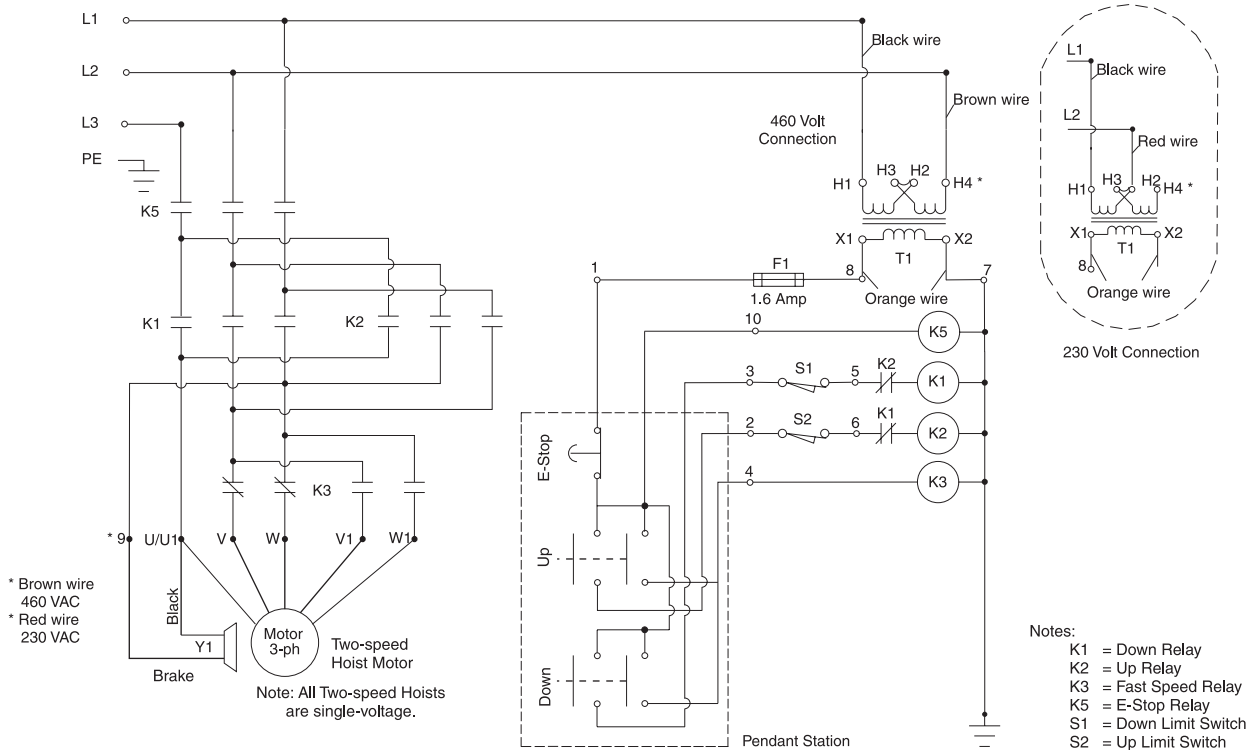 L1
L2
L3
PE
Black wire
Brown wire
460 Volt
Connection
H1
H3
H2
H4 *
X1
X2
T1
L1
Black wire
L2
Red wire
H1
H3
H2
H4 *
X1
X2
T1
8
Orange wire
230 Volt Connection
K5
K1
K2
1
F1
1.6 Amp
8
Orange wire
7
10
K5
3
S1
5
K2
K1
2
S2
6
K1
K2
4
K3
E-Stop
Up
Down
Pendant Station
K3
* 9
U/U1
V
W
V1
W1
* Brown wire
460 VAC
* Red wire
230 VAC
Black
Y1
Brake
Motor
3-ph
Two-speed
Hoist Motor
Note: All Two-speed Hoists
are single-voltage.
Notes:
K1 = Down Relay
K2 = Up Relay
K3 = Fast Speed Relay
K5 = E-Stop Relay
S1 = Down Limit Switch
S2 = Up Limit Switch